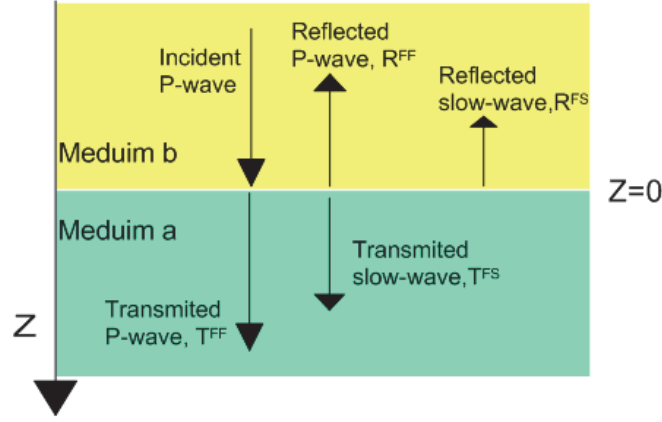 Incident
P-wave
Reflected
P-wave, R^FF
Reflected
slow-wave,R^FS
Meduim b
Z=0
Meduim a
Transmited
slow-wave,T^FS
Transmited
P-wave, T^FF
Z